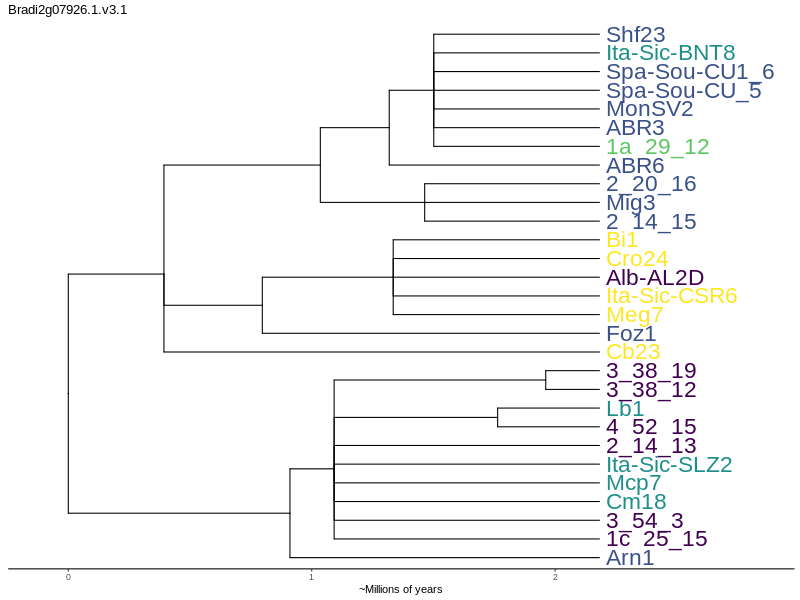 Bradi2g07926.1.v3.1
Shf23
Ita-Sic-BNT8
Spa-Sou-CU1_6
Spa-Sou-CU_5
MonSV2
ABR3
1a_29_12
ABR6
2_20_16
Mig3
2_14_15
Bi1
Cro24
Alb-AL2D
Ita-Sic-CSR6
Meg7
Foz1
Cb23
3_38_19
3_38_12
Lb1
4_52_15
2_14_13
Ita-Sic-SLZ2
Mcp7
Cm18
3_54_3
1c_25_15
Arn1
0 1 2
~Millions of years